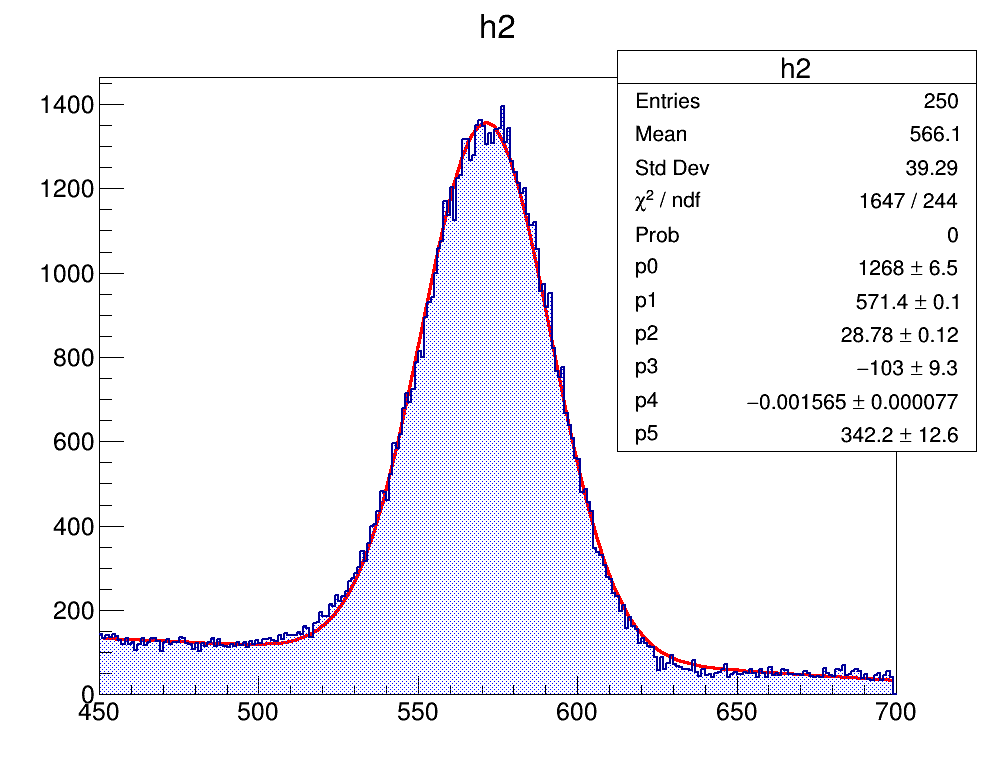 h2
h2
Entries 250
Mean 566.1
Std Dev 39.29
χ² / ndf 1647 / 244
Prob 0
p0 1268 ± 6.5
p1 571.4 ± 0.1
p2 28.78 ± 0.12
p3 −103 ± 9.3
p4 −0.001565 ± 0.000077
p5 342.2 ± 12.6
1400
1200
1000
800
600
400
200
0
450 500 550 600 650 700